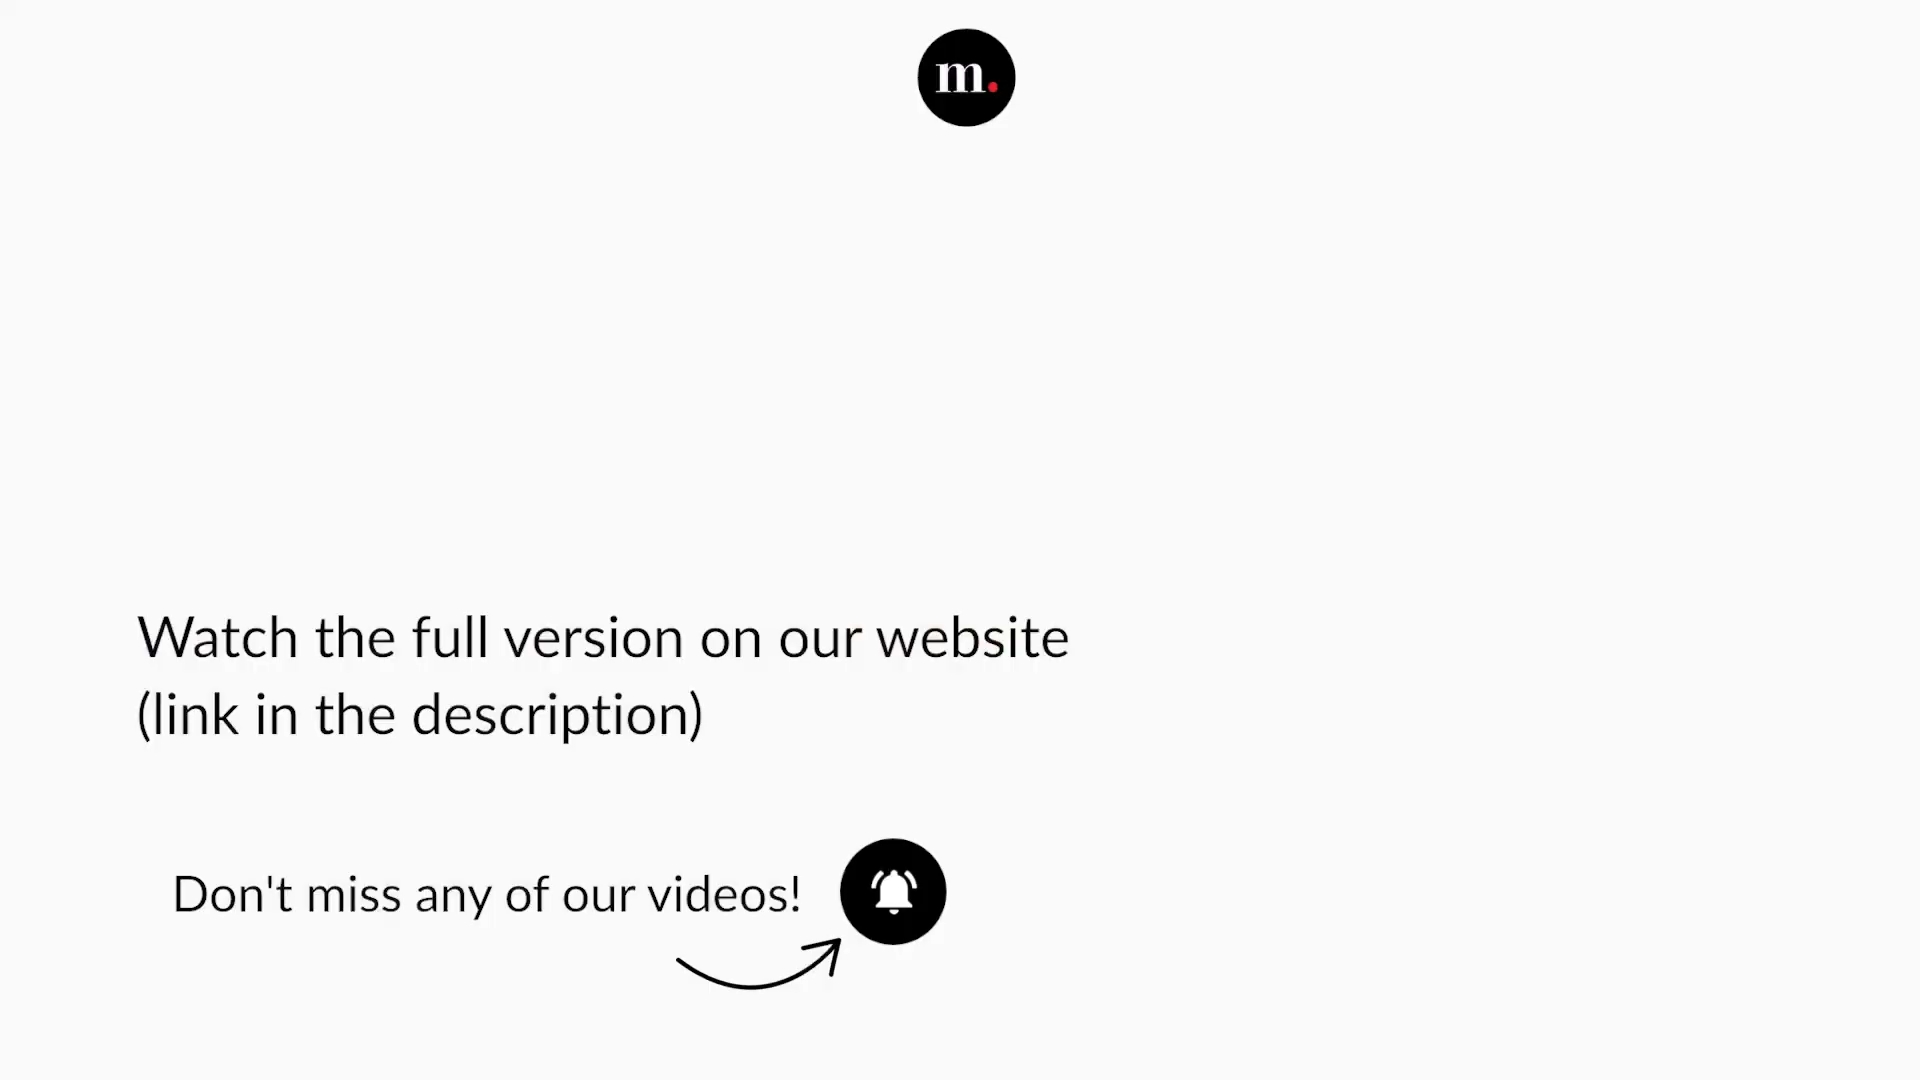 m.
Watch the full version on our website
(link in the description)
Don't miss any of our videos!